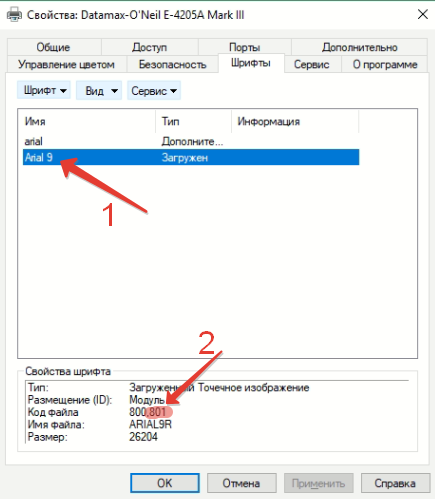 Свойства: Datamax-O'Neil E-4205A Mark III
Общие Доступ Порты Дополнительно
Управление цветом Безопасность Шрифты Сервис О программе
Шрифт Вид Сервис
Имя Тип Информация
arial Дополните...
Arial 9 Загружен
1
2
Свойства шрифта
Тип: Загруженный Точечное изображение
Размещение (ID): Модуль
Код файла 800,801
Имя файла: ARIAL9R
Размер: 26204
OK Отмена Применить Справка